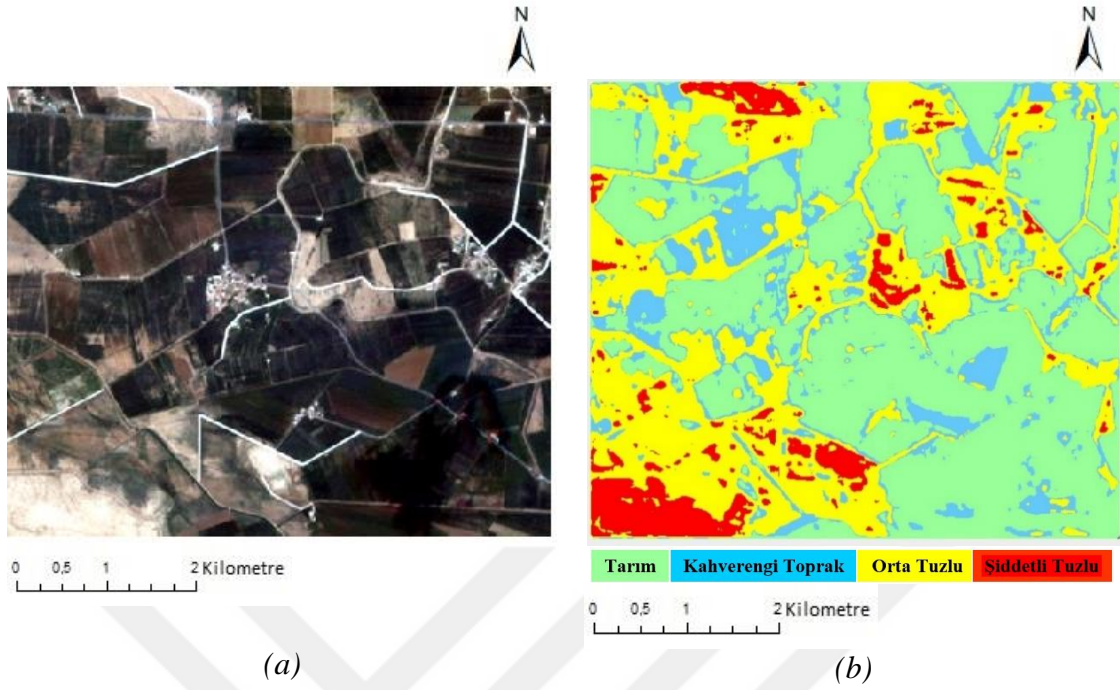 N
N
0 0,5 1 2 Kilometre
Tarım Kahverengi Toprak Orta Tuzlu Şiddetli Tuzlu
0 0,5 1 2 Kilometre
(a)
(b)